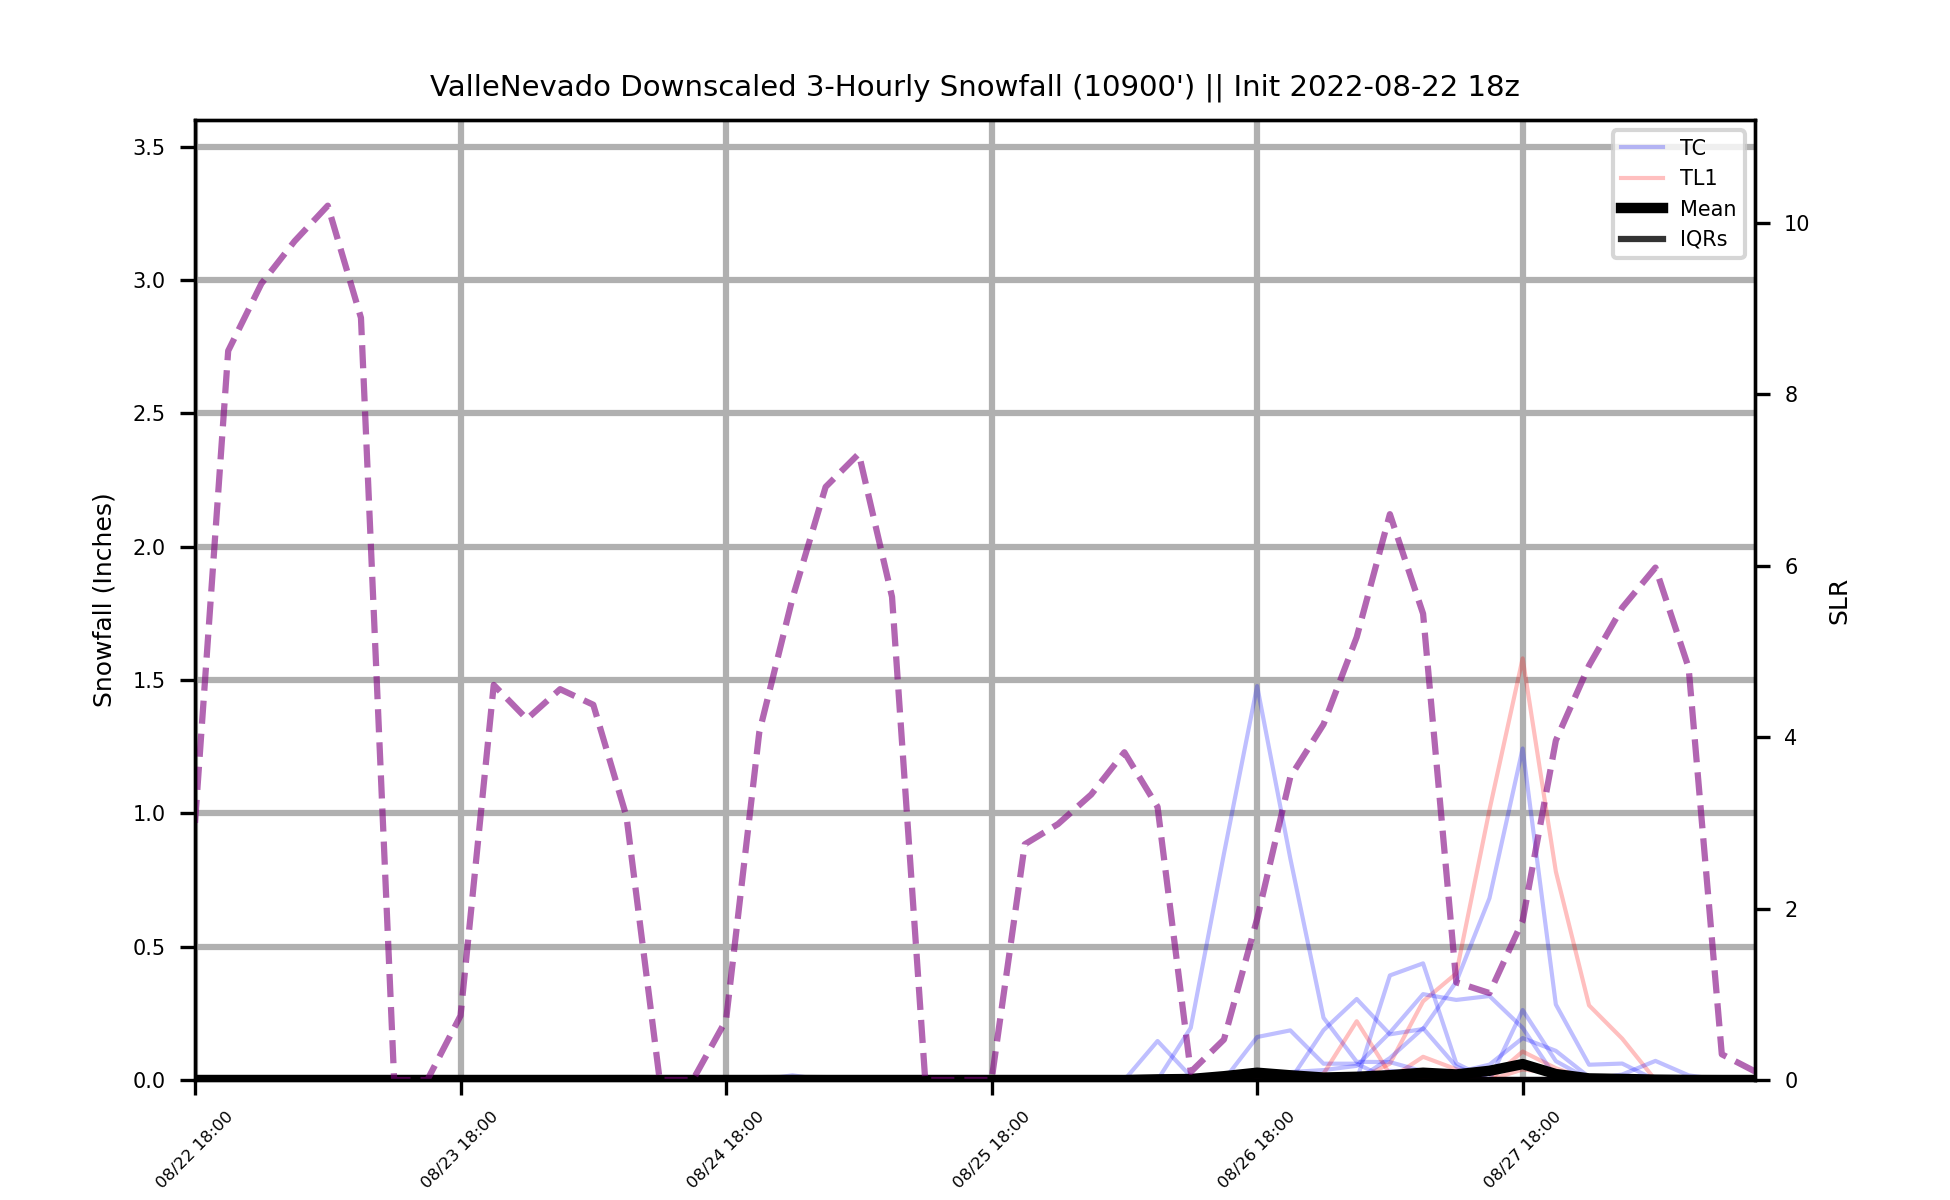 ValleNevado Downscaled 3-Hourly Snowfall (10900') || Init 2022-08-22 18z
TC
TL1
Mean
IQRs
Snowfall (Inches)
3.5
3.0
2.5
2.0
1.5
1.0
0.5
0.0
10
8
6
4
2
0
SLR
08/22 18:00
08/23 18:00
08/24 18:00
08/25 18:00
08/26 18:00
08/27 18:00